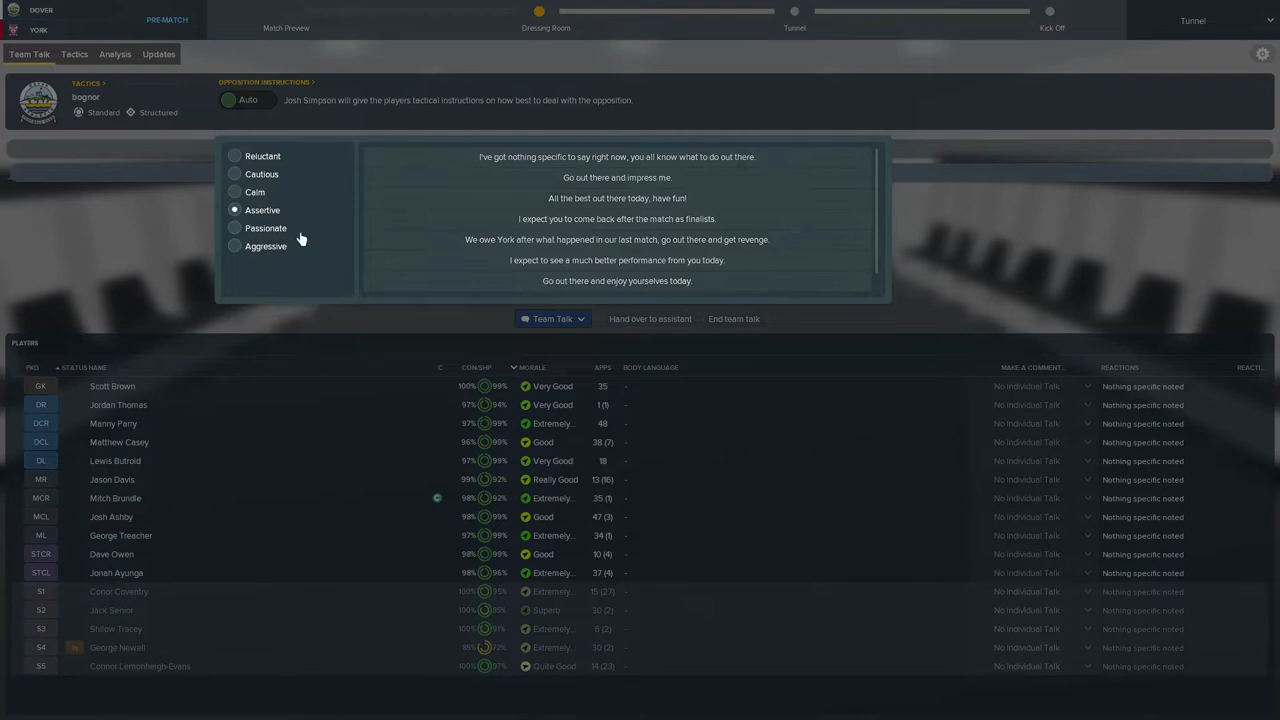 DOVER
YORK
PRE-MATCH
Match Preview
Dressing Room
Tunnel
Kick Off
Tunnel
Team Talk Tactics Analysis Updates
TACTICS >
bognor
Standard Structured
OPPOSITION INSTRUCTIONS >
Auto Josh Simpson will give the players tactical instructions on how best to deal with the opposition.
Reluctant
Cautious
Calm
Assertive
Passionate
Aggressive
I've got nothing specific to say right now, you all know what to do out there.
Go out there and impress me.
All the best out there today, have fun!
I expect you to come back after the match as finalists.
We owe York after what happened in our last match, go out there and get revenge.
I expect to see a much better performance from you today.
Go out there and enjoy yourselves today.
Team Talk Hand over to assistant End team talk
PLAYERS
PKD STATUS NAME C CON/SHP MORALE APPS BODY LANGUAGE MAKE A COMMENT... REACTIONS REACTI...
GK Scott Brown 100% 99% Very Good 35 - No Individual Talk Nothing specific noted
DR Jordan Thomas 97% 94% Very Good 1 (1) - No Individual Talk Nothing specific noted
DCR Manny Parry 97% 99% Extremely... 48 - No Individual Talk Nothing specific noted
DCL Matthew Casey 96% 99% Good 38 (7) - No Individual Talk Nothing specific noted
DL Lewis Butroid 97% 99% Very Good 18 - No Individual Talk Nothing specific noted
MR Jason Davis 99% 92% Really Good 13 (16) - No Individual Talk Nothing specific noted
MCR Mitch Brundle C 98% 92% Extremely... 35 (1) - No Individual Talk Nothing specific noted
MCL Josh Ashby 98% 99% Good 47 (3) - No Individual Talk Nothing specific noted
ML George Treacher 97% 99% Extremely... 34 (1) - No Individual Talk Nothing specific noted
STCR Dave Owen 98% 99% Good 10 (4) - No Individual Talk Nothing specific noted
STCL Jonah Ayunga 98% 96% Extremely... 37 (4) - No Individual Talk Nothing specific noted
S1 Conor Coventry 100% 95% Extremely... 15 (27) - No Individual Talk Nothing specific noted
S2 Jack Senior 100% 85% Superb 30 (2) - No Individual Talk Nothing specific noted
S3 Shilow Tracey 100% 91% Extremely... 6 (2) - No Individual Talk Nothing specific noted
S4 George Newell 86% 72% Extremely... 30 (2) - No Individual Talk Nothing specific noted
S5 Connor Lemonheigh-Evans 100% 97% Quite Good 14 (23) - No Individual Talk Nothing specific noted